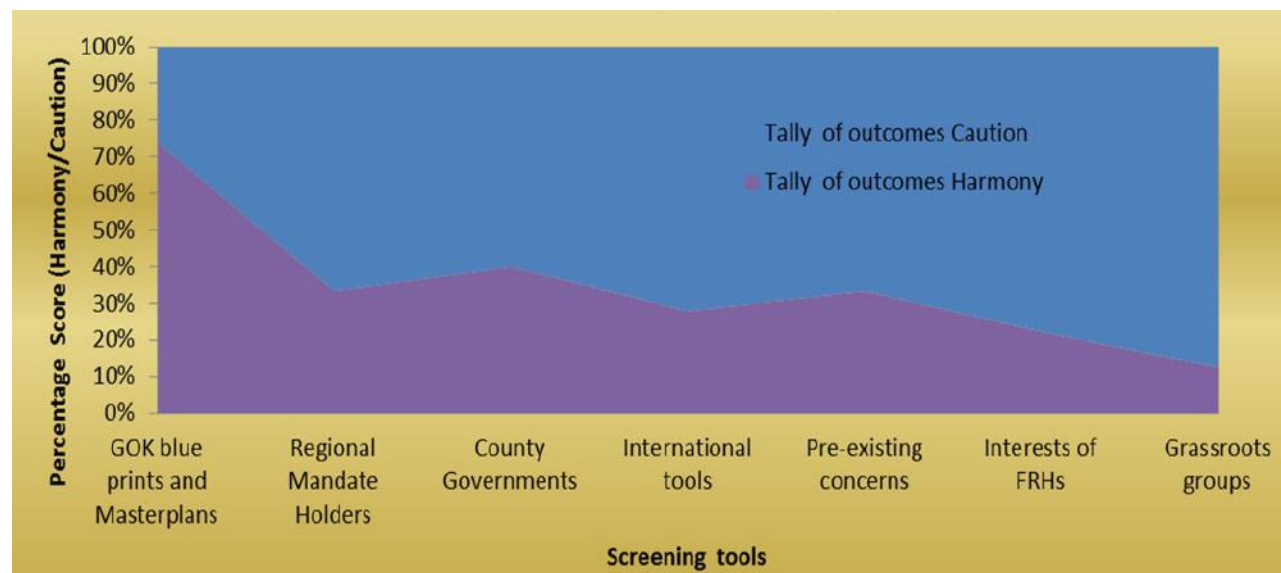 Percentage Score (Harmony/Caution)
100%
90%
80%
70%
60%
50%
40%
30%
20%
10%
0%
Tally of outcomes Caution
Tally of outcomes Harmony
GOK blue
prints and
Masterplans
Regional
Mandate
Holders
County
Governments
International
tools
Pre-existing
concerns
Interests of
FRHs
Grassroots
groups
Screening tools